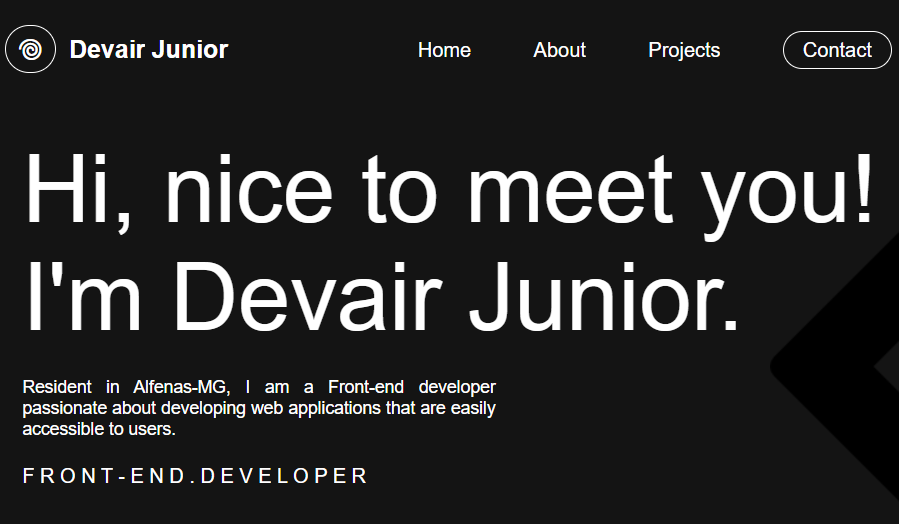 Devair Junior
Home
About
Projects
Contact
Hi, nice to meet you!
I'm Devair Junior.
Resident in Alfenas-MG, I am a Front-end developer
passionate about developing web applications that are easily
accessible to users.
FRONT-END.DEVELOPER